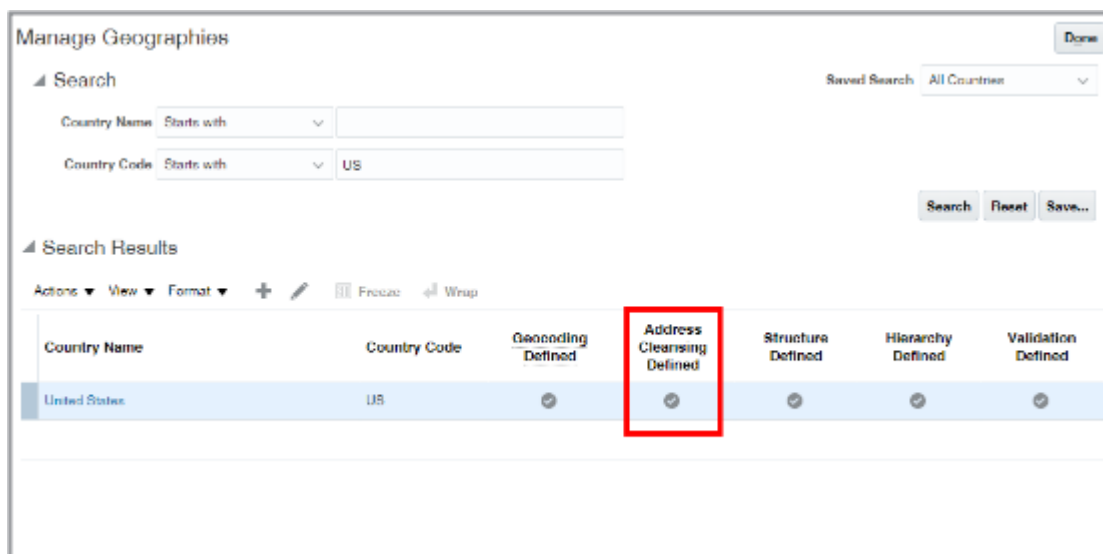 Manage Geographies
Done
Search
Saved Search All Countries
Country Name Starts with
Country Code Starts with US
Search Reset Save...
Search Results
Actions View Format Freeze Wrap
Country Name Country Code Geocoding Defined Address Cleansing Defined Structure Defined Hierarchy Defined Validation Defined
United States US